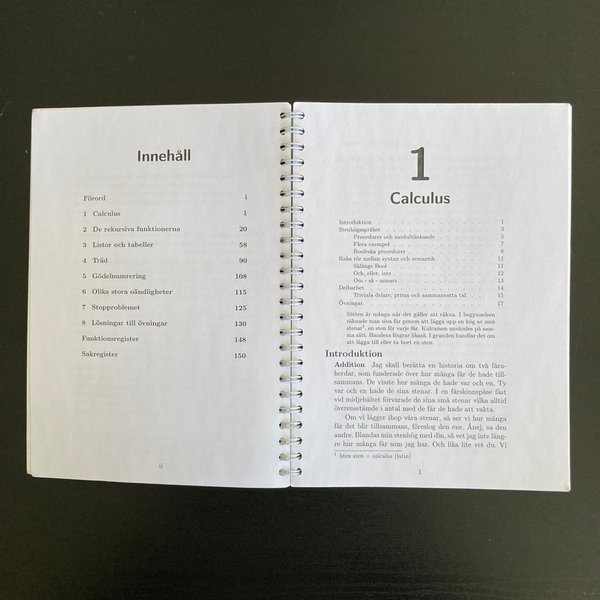 Innehåll
Förord i
1 Calculus 1
2 De rekursiva funktionerna 20
3 Listor och tabeller 58
4 Träd 90
5 Gödelnumrering 108
6 Olika stora oändligheter 115
7 Stopproblemet 125
8 Lösningar till övningar 130
Funktionsregister 148
Sakregister 150
ii
1
Calculus
Introduktion 1
Stenhögsspråket 3
Procedurer och modultänkande 5
Flera exempel 7
Booleska procedurer 8
Raka rör mellan syntax och semantik 11
Sålänge Bool 11
Och, eller, inte 12
Om - så - annars 13
Delbarhet 14
Triviala delare, prima och sammansatta tal. 15
Övningar. 17
Sätten är många när det gäller att räkna. I begynnelsen
räknade man sina får genom att lägga upp en hög av små
stenar†, en sten för varje får. Kulramen användes på sam-
ma sätt. Handens fingrar likaså. I grunden handlar det om
att lägga till eller ta bort en sten.
Introduktion
Addition Jag skall berätta en historia om två fåra-
herdar, som funderade över hur många får de hade till-
sammans. De visste hur många de hade var och en. Ty
var och en hade de sina stenar. I en fårskinnspåse fäst
vid midjebältet förvarade de sina små stenar vilka alltid
överensstämde i antal med de får de hade att vakta.
Om vi lägger ihop våra stenar, så ser vi hur många
får det blir tillsammans, föreslog den ene. Ånej, sa den
andre. Blandas min stenhög med din, så vet jag inte läng-
re hur många får som jag har. Och lika lite vet du. Vi
† liten sten = calculus (latin)
1